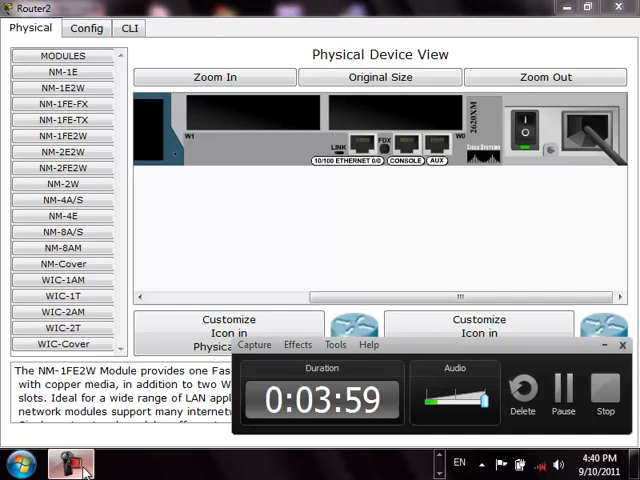 Router2
Physical
Config
CLI
MODULES
NM-1E
NM-1E2W
NM-1FE-FX
NM-1FE-TX
NM-1FE2W
NM-2E2W
NM-2FE2W
NM-2W
NM-4A/S
NM-4E
NM-8A/S
NM-8AM
NM-Cover
WIC-1AM
WIC-1T
WIC-2AM
WIC-2T
WIC-Cover
Physical Device View
Zoom In
Original Size
Zoom Out
W1
W0
2620XM
LINK
FDX
10/100 ETHERNET 0/0
CONSOLE
AUX
CISCO SYSTEMS
I
O
Customize
Icon in
Physica
Customize
Icon in
The NM-1FE2W Module provides one Fas
with copper media, in addition to two W
slots. Ideal for a wide range of LAN appl
network modules support many internet
Capture
Effects
Tools
Help
Duration
0:03:59
Audio
Delete
Pause
Stop
EN
4:40 PM
9/10/2011